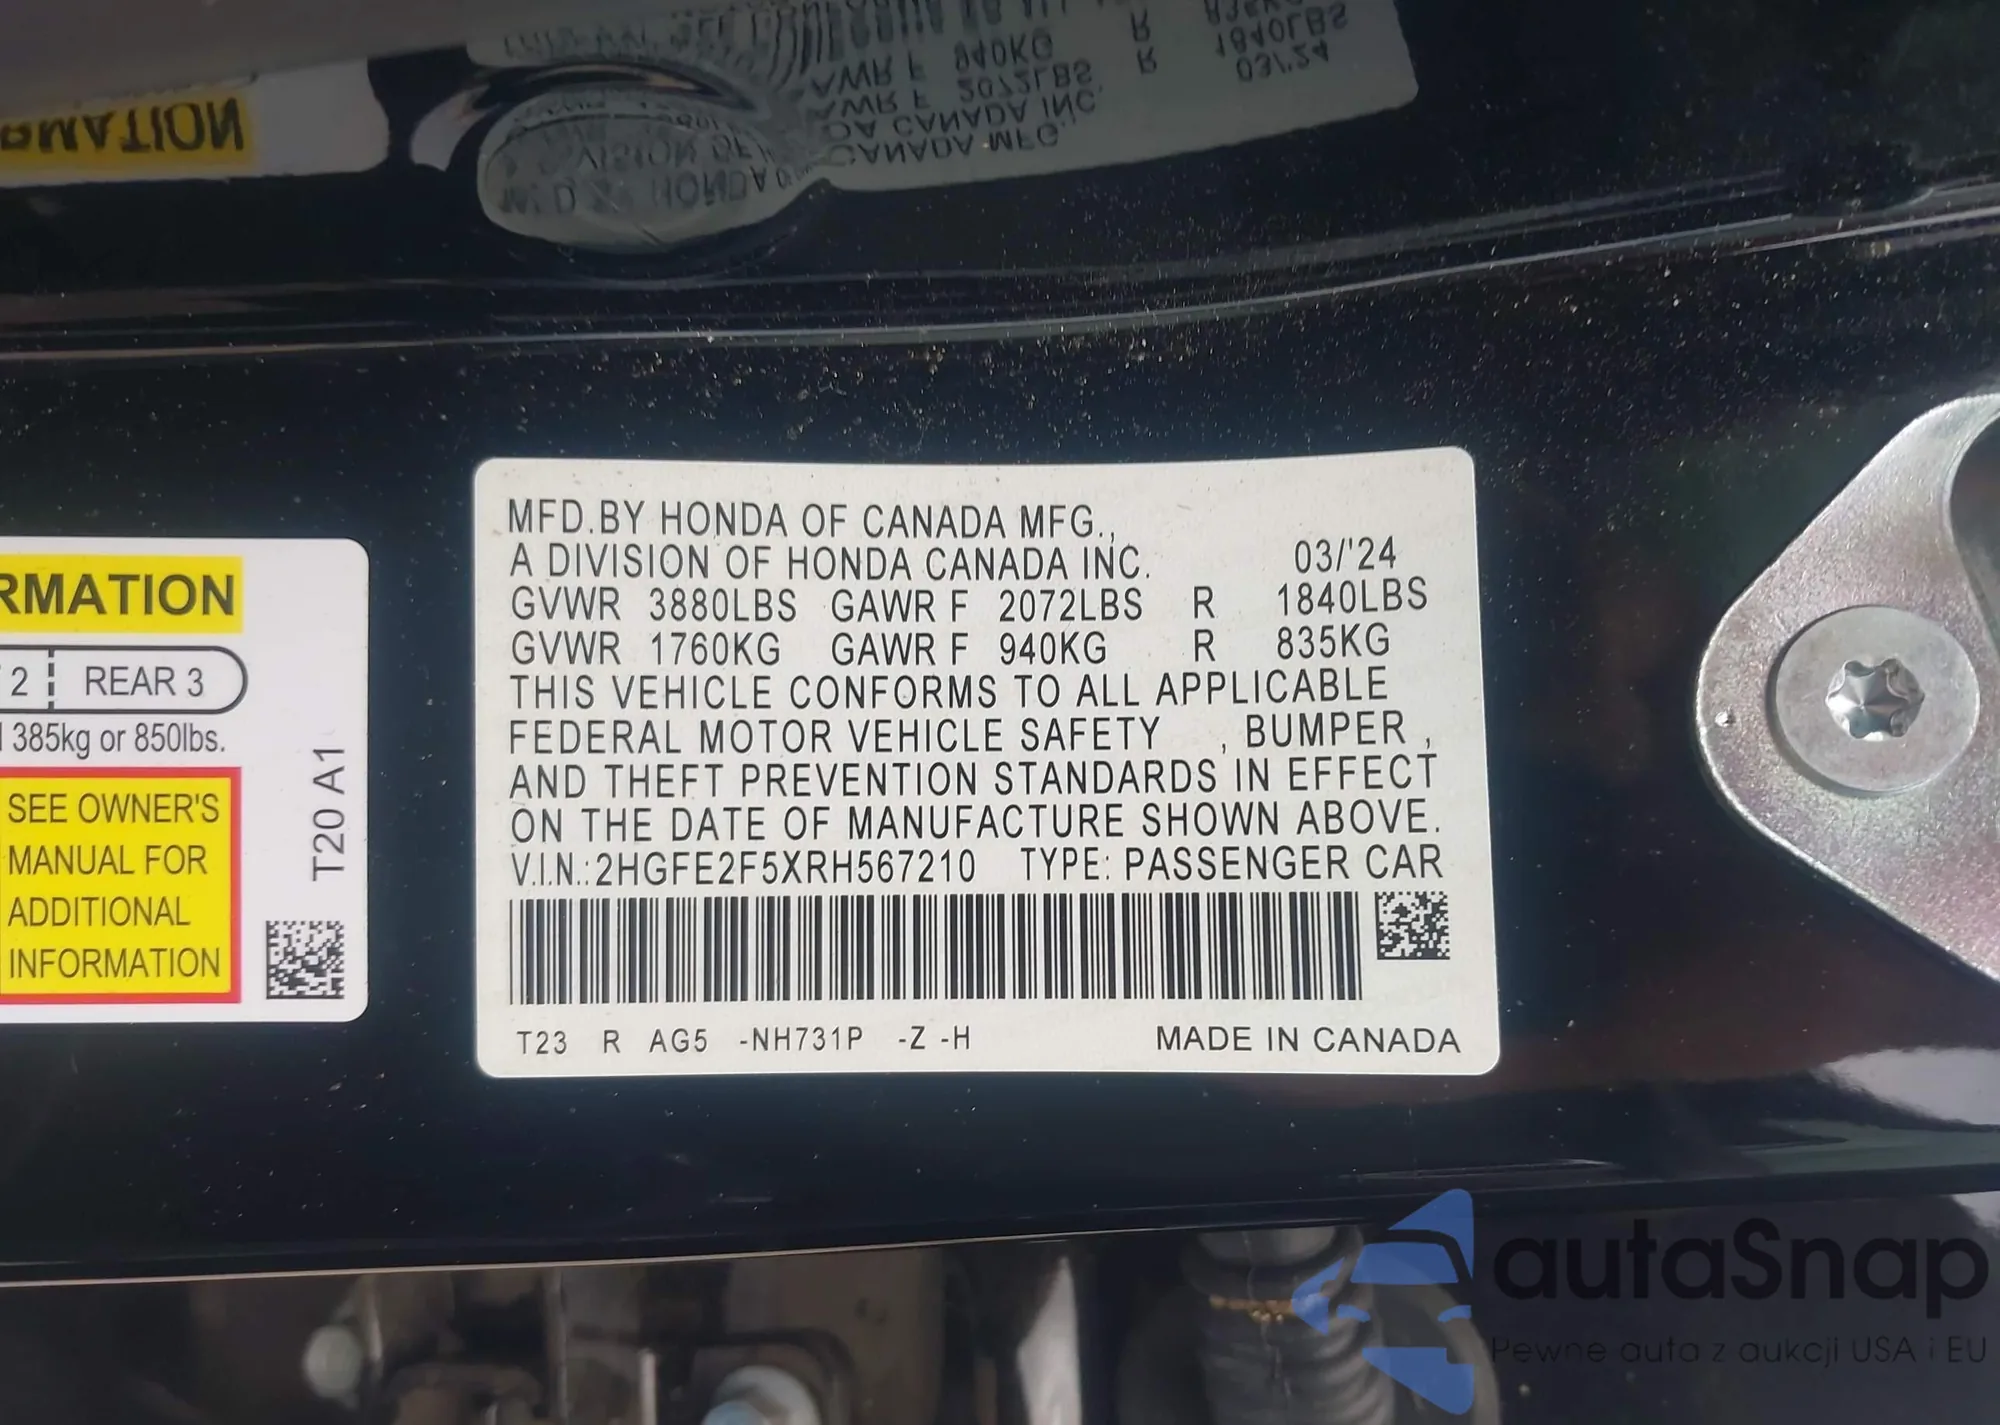 RMATION
2 REAR 3
385kg or 850lbs.
SEE OWNER'S
MANUAL FOR
ADDITIONAL
INFORMATION
T20 A1
MFD.BY HONDA OF CANADA MFG.,
A DIVISION OF HONDA CANADA INC. 03/'24
GVWR 3880LBS GAWR F 2072LBS R 1840LBS
GVWR 1760KG GAWR F 940KG R 835KG
THIS VEHICLE CONFORMS TO ALL APPLICABLE
FEDERAL MOTOR VEHICLE SAFETY , BUMPER ,
AND THEFT PREVENTION STANDARDS IN EFFECT
ON THE DATE OF MANUFACTURE SHOWN ABOVE.
V.I.N.:2HGFE2F5XRH567210 TYPE: PASSENGER CAR
T23 R AG5 -NH731P -Z -H MADE IN CANADA
autaSnap
Pewne auta z aukcji USA i EU